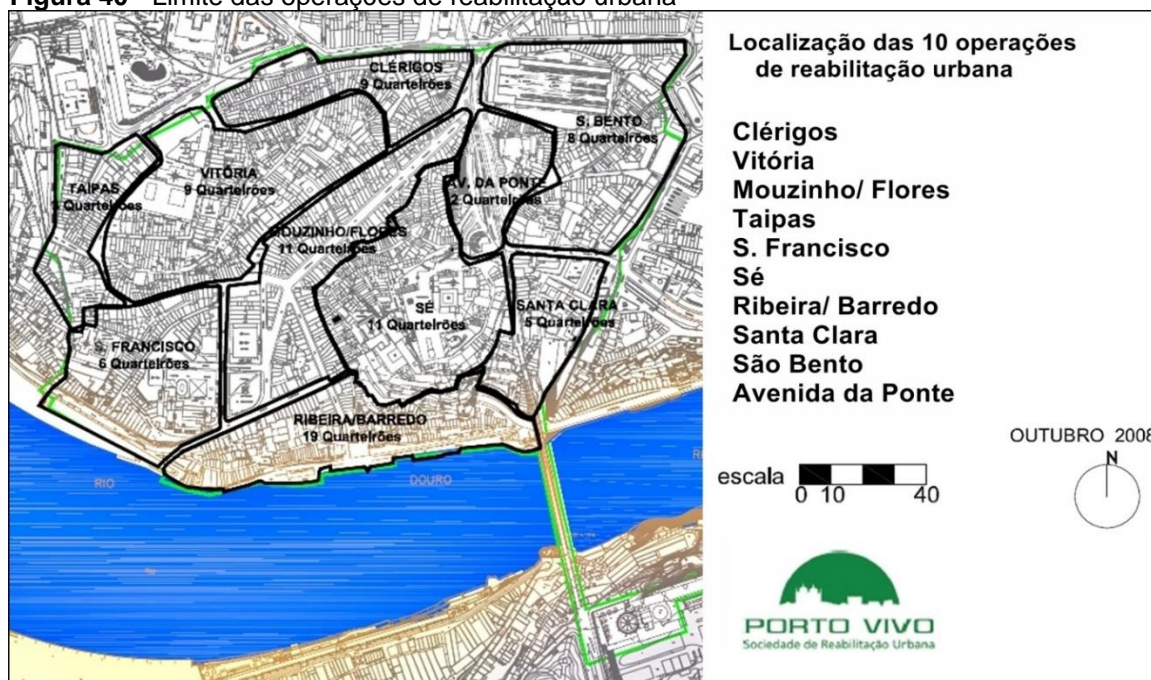 Figura 40 - Limite das operações de reabilitação urbana
CLÉRIGOS
9 Quarteirões
S. BENTO
8 Quarteirões
VITÓRIA
9 Quarteirões
TAIPAS
Quarteirões
AV. DA PONTE
2 Quarteirões
MOUZINHO/FLORES
11 Quarteirões
SÉ
11 Quarteirões
SANTA CLARA
5 Quarteirões
S. FRANCISCO
6 Quarteirões
RIBEIRA/BARREDO
19 Quarteirões
RIO
DOURO
Localização das 10 operações
de reabilitação urbana
Clérigos
Vitória
Mouzinho/ Flores
Taipas
S. Francisco
Sé
Ribeira/ Barredo
Santa Clara
São Bento
Avenida da Ponte
OUTUBRO 2008
N
escala
0 10 40
PORTO VIVO
Sociedade de Reabilitação Urbana